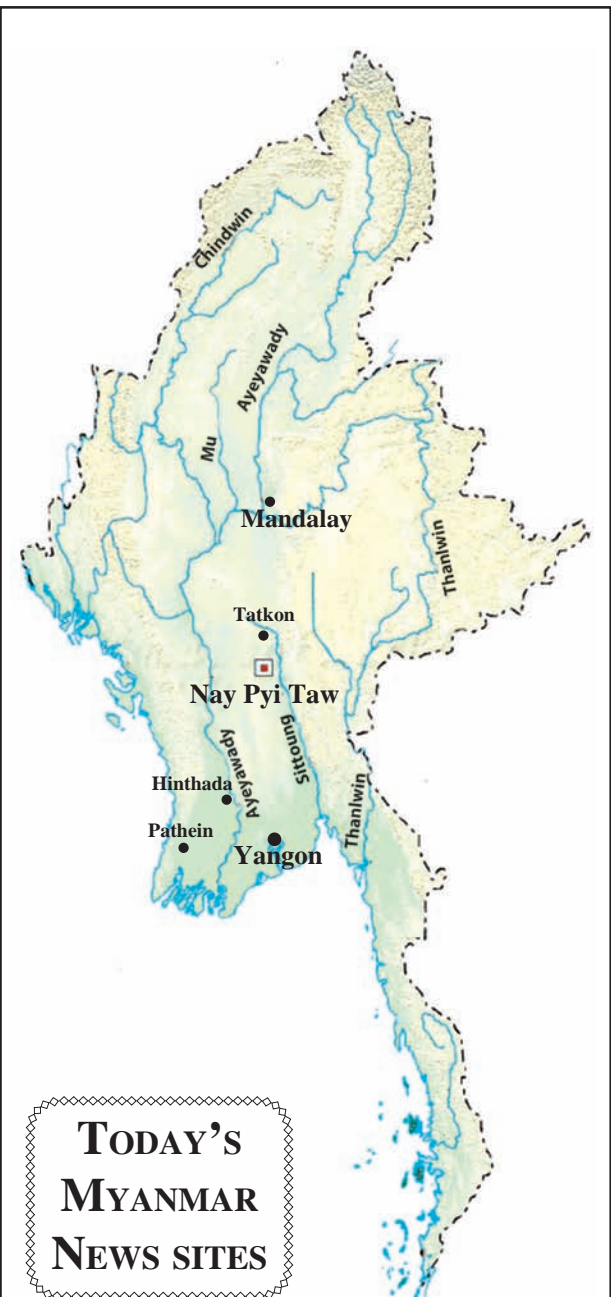 Chindwin
Ayeyawady
Mu
Mandalay
Thanlwin
Tatkon
Nay Pyi Taw
Sittoung
Ayeyawady
Hinthada
Thanlwin
Pathein
Yangon
TODAY'S
MYANMAR
NEWS SITES